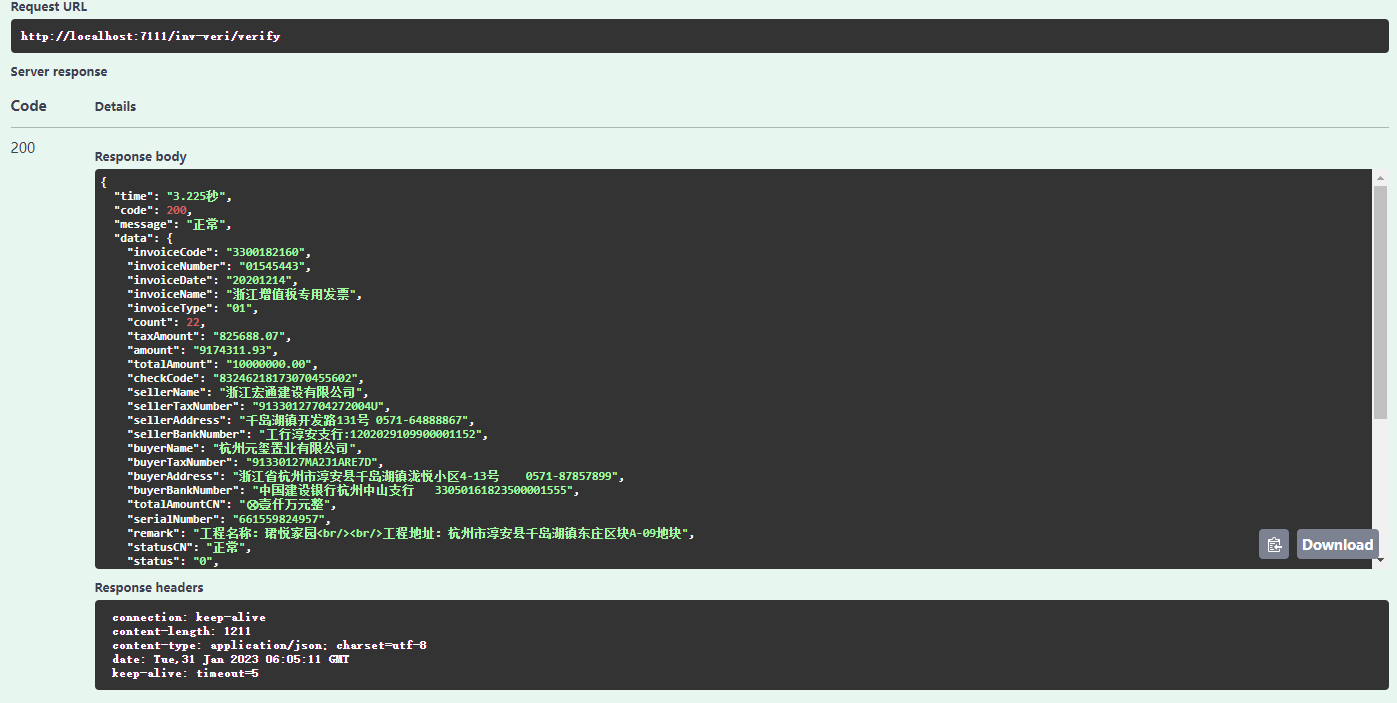 Request URL
http://localhost:7111/inv-veri/verify
Server response
Code Details
200
Response body
{
"time": "3.225秒",
"code": 200,
"message": "正常",
"data": {
"invoiceCode": "3300182160",
"invoiceNumber": "01545443",
"invoiceDate": "20201214",
"invoiceName": "浙江增值税专用发票",
"invoiceType": "01",
"count": 22,
"taxAmount": "825688.07",
"amount": "9174311.93",
"totalAmount": "10000000.00",
"checkCode": "83246218173070455602",
"sellerName": "浙江宏通建设有限公司",
"sellerTaxNumber": "91330127704272004U",
"sellerAddress": "千岛湖镇开发路131号 0571-64888867",
"sellerBankNumber": "工行淳安支行:1202029109900001152",
"buyerName": "杭州元玺置业有限公司",
"buyerTaxNumber": "91330127MA2J1ARE7D",
"buyerAddress": "浙江省杭州市淳安县千岛湖镇泷悦小区4-13号    0571-87857899",
"buyerBankNumber": "中国建设银行杭州中山支行   33050161823500001555",
"totalAmountCN": "ⓧ壹仟万元整",
"serialNumber": "661559824957",
"remark": "工程名称：珺悦家园<br/><br/>工程地址：杭州市淳安县千岛湖镇东庄区块A-09地块",
"statusCN": "正常",
"status": "0",
Download
Response headers
connection: keep-alive
content-length: 1211
content-type: application/json; charset=utf-8
date: Tue,31 Jan 2023 06:05:11 GMT
keep-alive: timeout=5